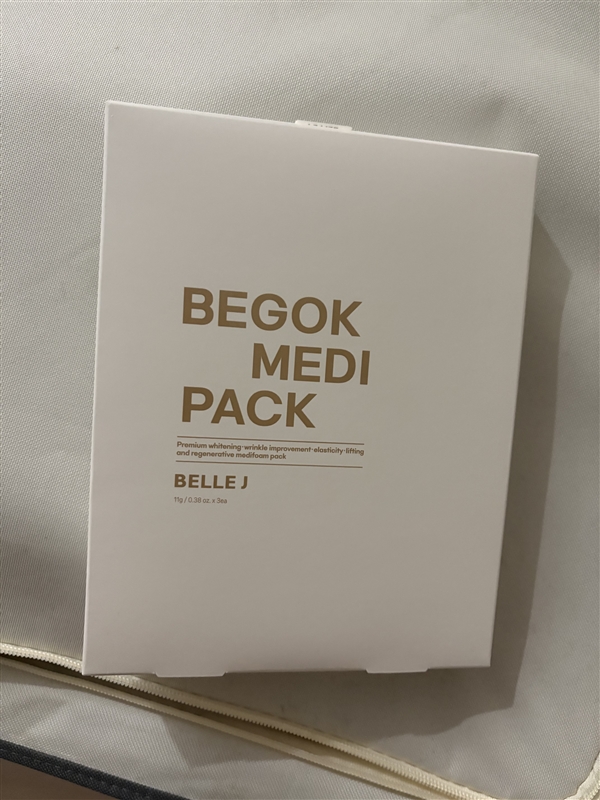 BEGOK
MEDI
PACK
Premium whitening·wrinkle improvement·elasticity·lifting
and regenerative medifoam pack
BELLE J
11g / 0.38 oz. x 3ea